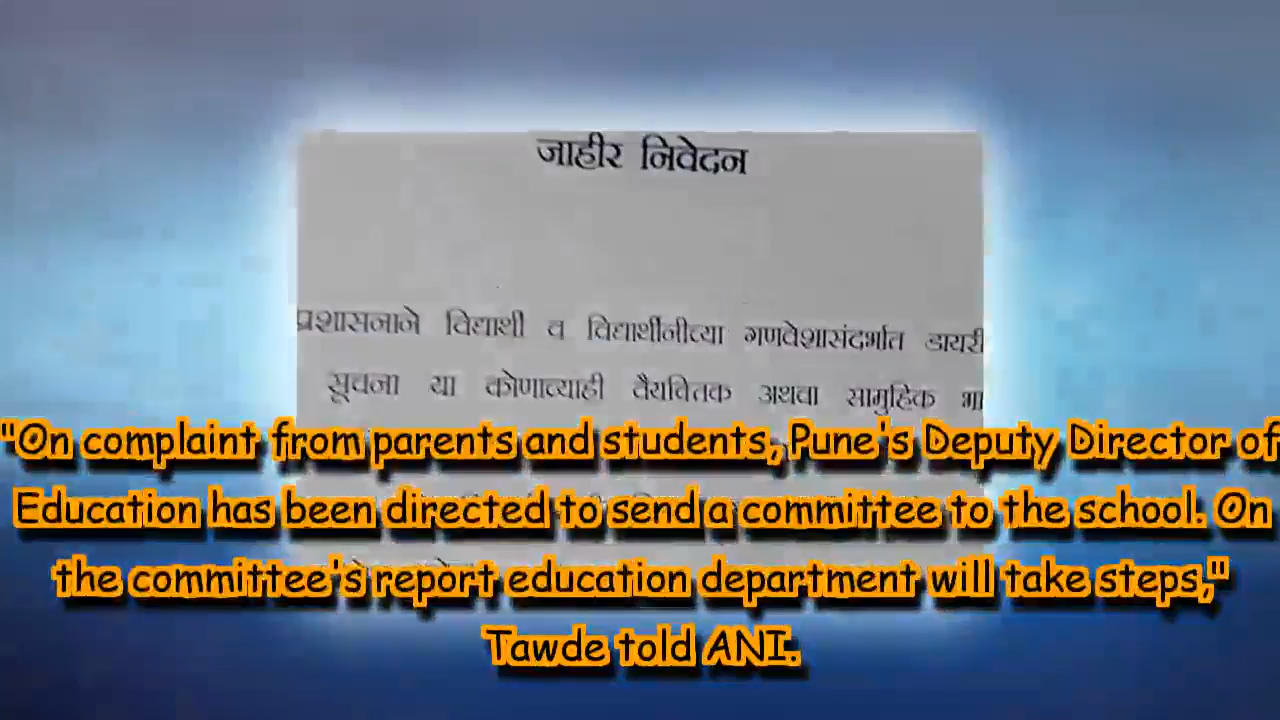 जाहीर निवेदन
प्रशासनाने विद्यार्थी व विद्यार्थीनीच्या गणवेशासंदर्भात डायरी
सूचना या कोणाच्याही वैयक्तिक अथवा सामुहिक भा
"On complaint from parents and students, Pune's Deputy Director of
Education has been directed to send a committee to the school. On
the committee's report education department will take steps,"
Tawde told ANI.